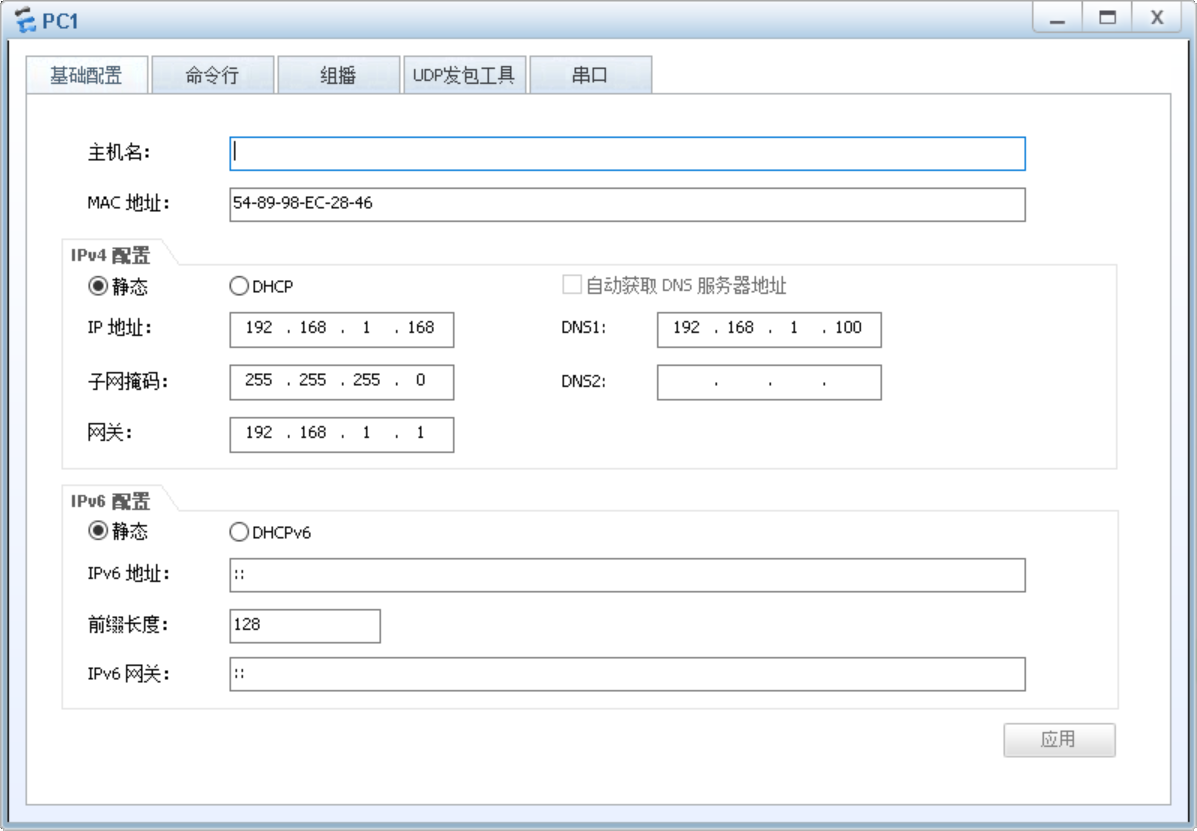 PC1
基础配置 命令行 组播 UDP发包工具 串口
主机名:
MAC 地址: 54-89-98-EC-28-46
IPv4 配置
静态 DHCP 自动获取 DNS 服务器地址
IP 地址: 192 . 168 . 1 . 168 DNS1: 192 . 168 . 1 . 100
子网掩码: 255 . 255 . 255 . 0 DNS2: . . .
网关: 192 . 168 . 1 . 1
IPv6 配置
静态 DHCPv6
IPv6 地址: ::
前缀长度: 128
IPv6 网关: ::
应用